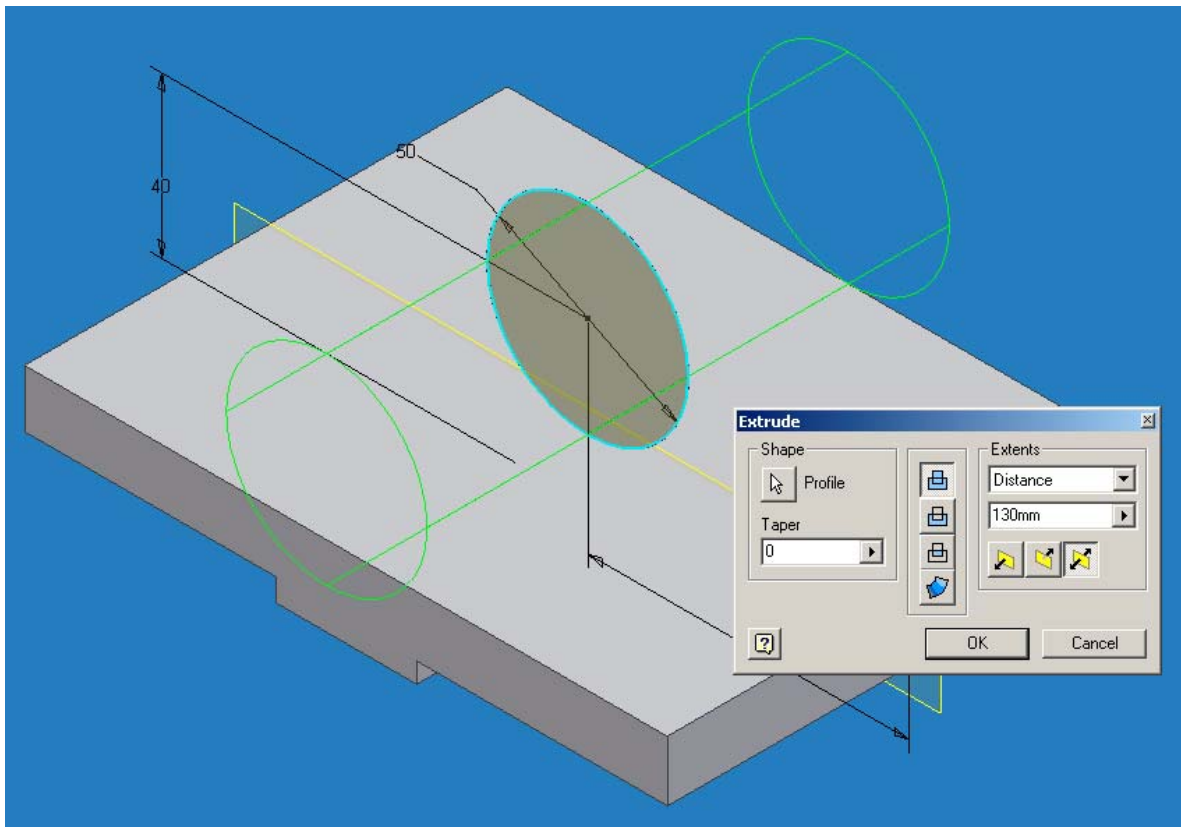 50
40
Extrude
Shape
Profile
Taper
0
Extents
Distance
130mm
OK
Cancel